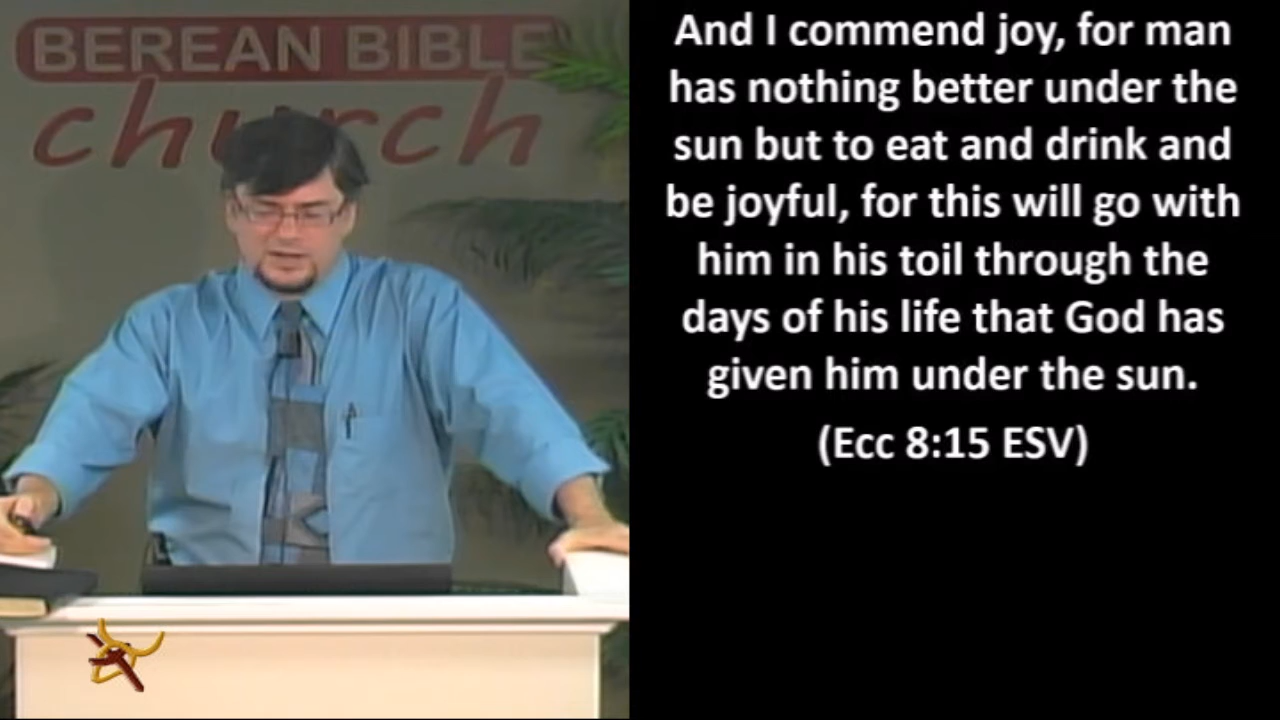 BEREAN BIBLE
church
And I commend joy, for man
has nothing better under the
sun but to eat and drink and
be joyful, for this will go with
him in his toil through the
days of his life that God has
given him under the sun.
(Ecc 8:15 ESV)